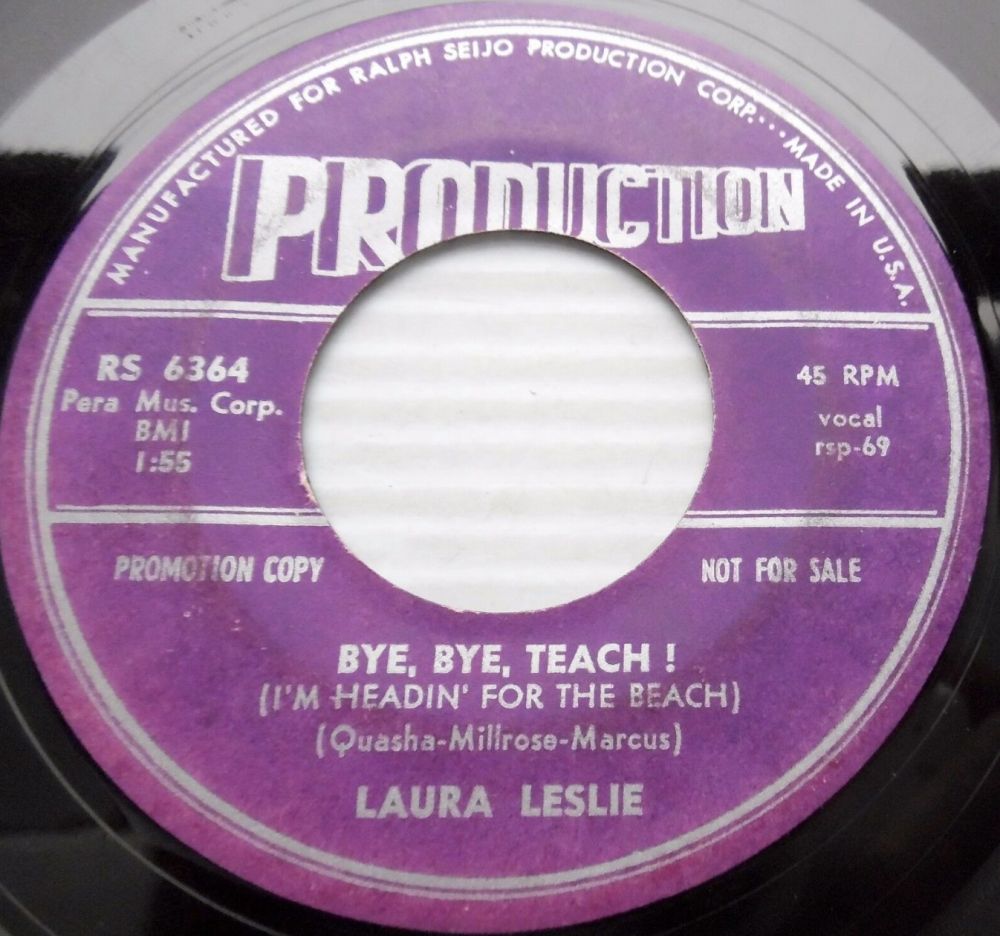 MANUFACTURED FOR RALPH SEIJO PRODUCTION CORP.....MADE IN U.S.A.
PRODUCTION
RS 6364
Pera Mus. Corp.
BMI
1:55
45 RPM
vocal
rsp-69
PROMOTION COPY
NOT FOR SALE
BYE, BYE, TEACH !
(I'M HEADIN' FOR THE BEACH)
(Quasha-Millrose-Marcus)
LAURA LESLIE